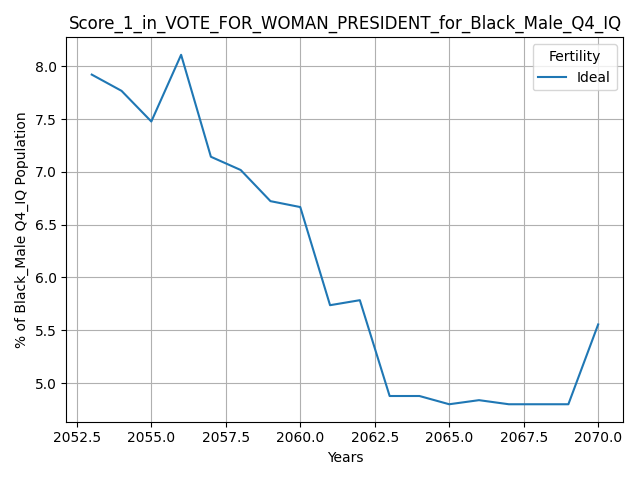 Score_1_in_VOTE_FOR_WOMAN_PRESIDENT_for_Black_Male_Q4_IQ
Fertility
Ideal
% of Black_Male Q4_IQ Population
8.0
7.5
7.0
6.5
6.0
5.5
5.0
2052.5 2055.0 2057.5 2060.0 2062.5 2065.0 2067.5 2070.0
Years